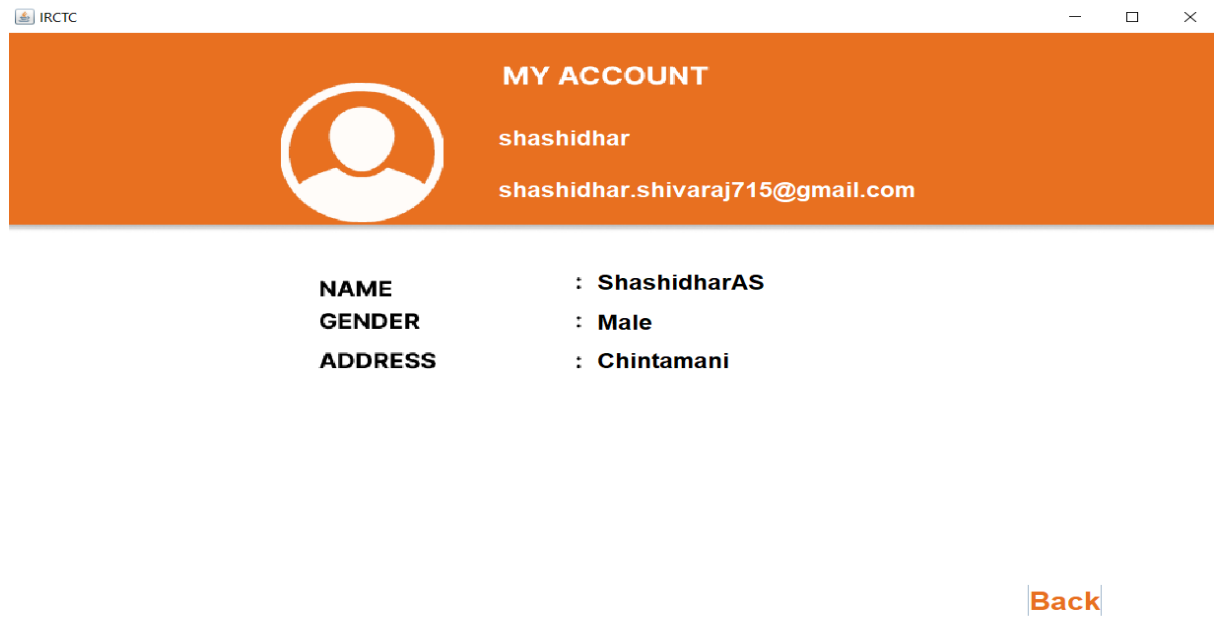 IRCTC
MY ACCOUNT
shashidhar
shashidhar.shivaraj715@gmail.com
NAME : ShashidharAS
GENDER : Male
ADDRESS : Chintamani
Back